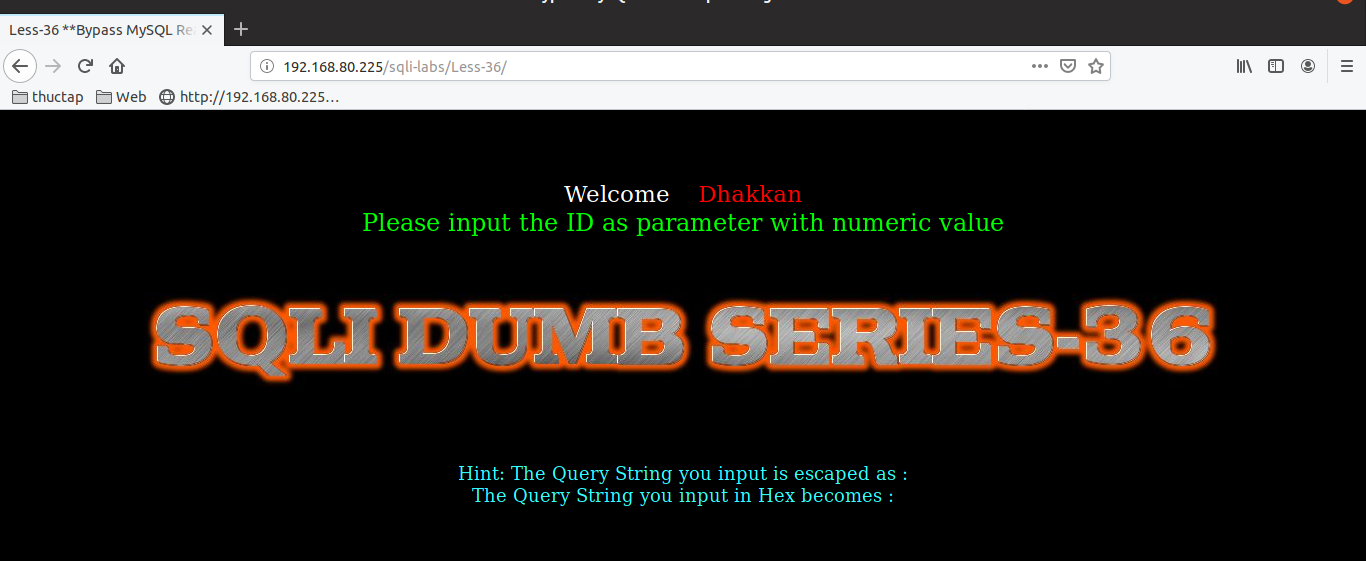 Less-36 **Bypass MySQL Re
192.168.80.225/sqli-labs/Less-36/
thuctap Web http://192.168.80.225…
Welcome Dhakkan
Please input the ID as parameter with numeric value
SQLI DUMB SERIES-36
Hint: The Query String you input is escaped as :
The Query String you input in Hex becomes :